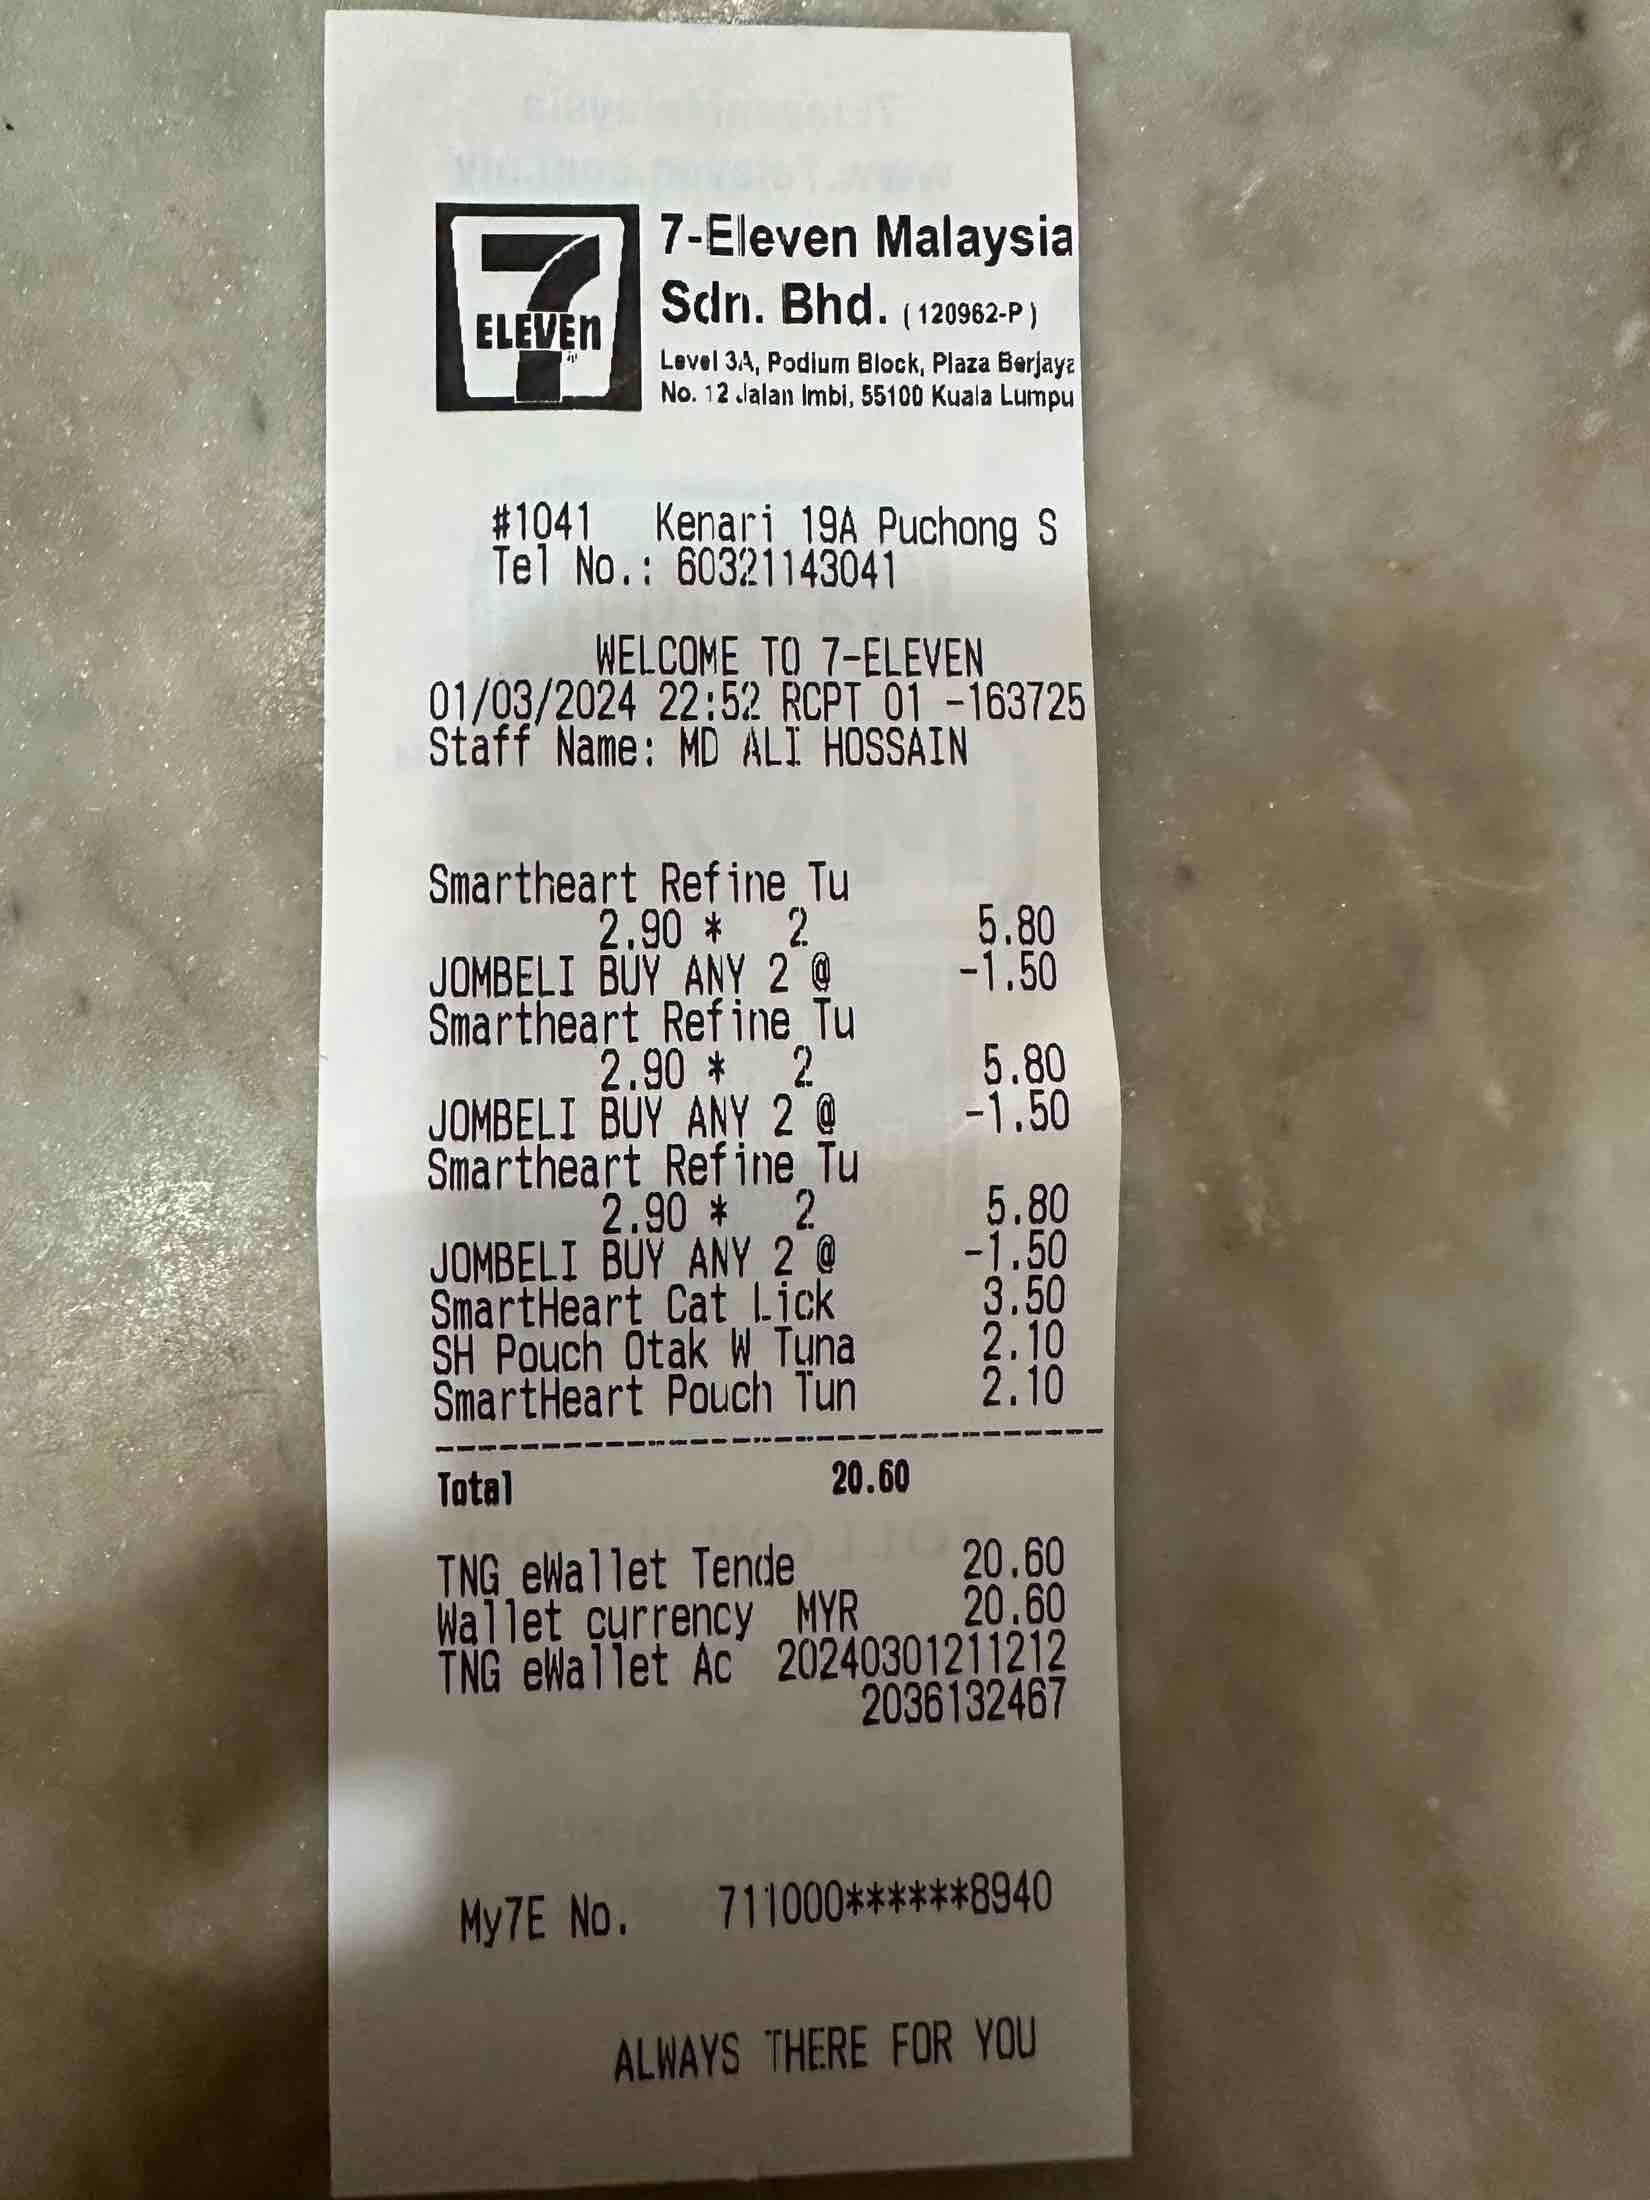 7-Eleven Malaysia
Sdn. Bhd. (120962-P)
ELEVEn
Level 3A, Podium Block, Plaza Berjaya
No. 12 Jalan Imbi, 55100 Kuala Lumpu
#1041 Kenari 19A Puchong S
Tel No.: 60321143041
WELCOME TO 7-ELEVEN
01/03/2024 22:52 RCPT 01 -163725
Staff Name: MD ALI HOSSAIN
Smartheart Refine Tu
2.90 * 2 5.80
JOMBELI BUY ANY 2 @ -1.50
Smartheart Refine Tu
2.90 * 2 5.80
JOMBELI BUY ANY 2 @ -1.50
Smartheart Refine Tu
2.90 * 2 5.80
JOMBELI BUY ANY 2 @ -1.50
SmartHeart Cat Lick 3.50
SH Pouch Otak W Tuna 2.10
SmartHeart Pouch Tun 2.10
--------------------------------
Total 20.60
TNG eWallet Tende 20.60
Wallet currency MYR 20.60
TNG eWallet Ac 20240301211212
2036132467
My7E No. 711000******8940
ALWAYS THERE FOR YOU